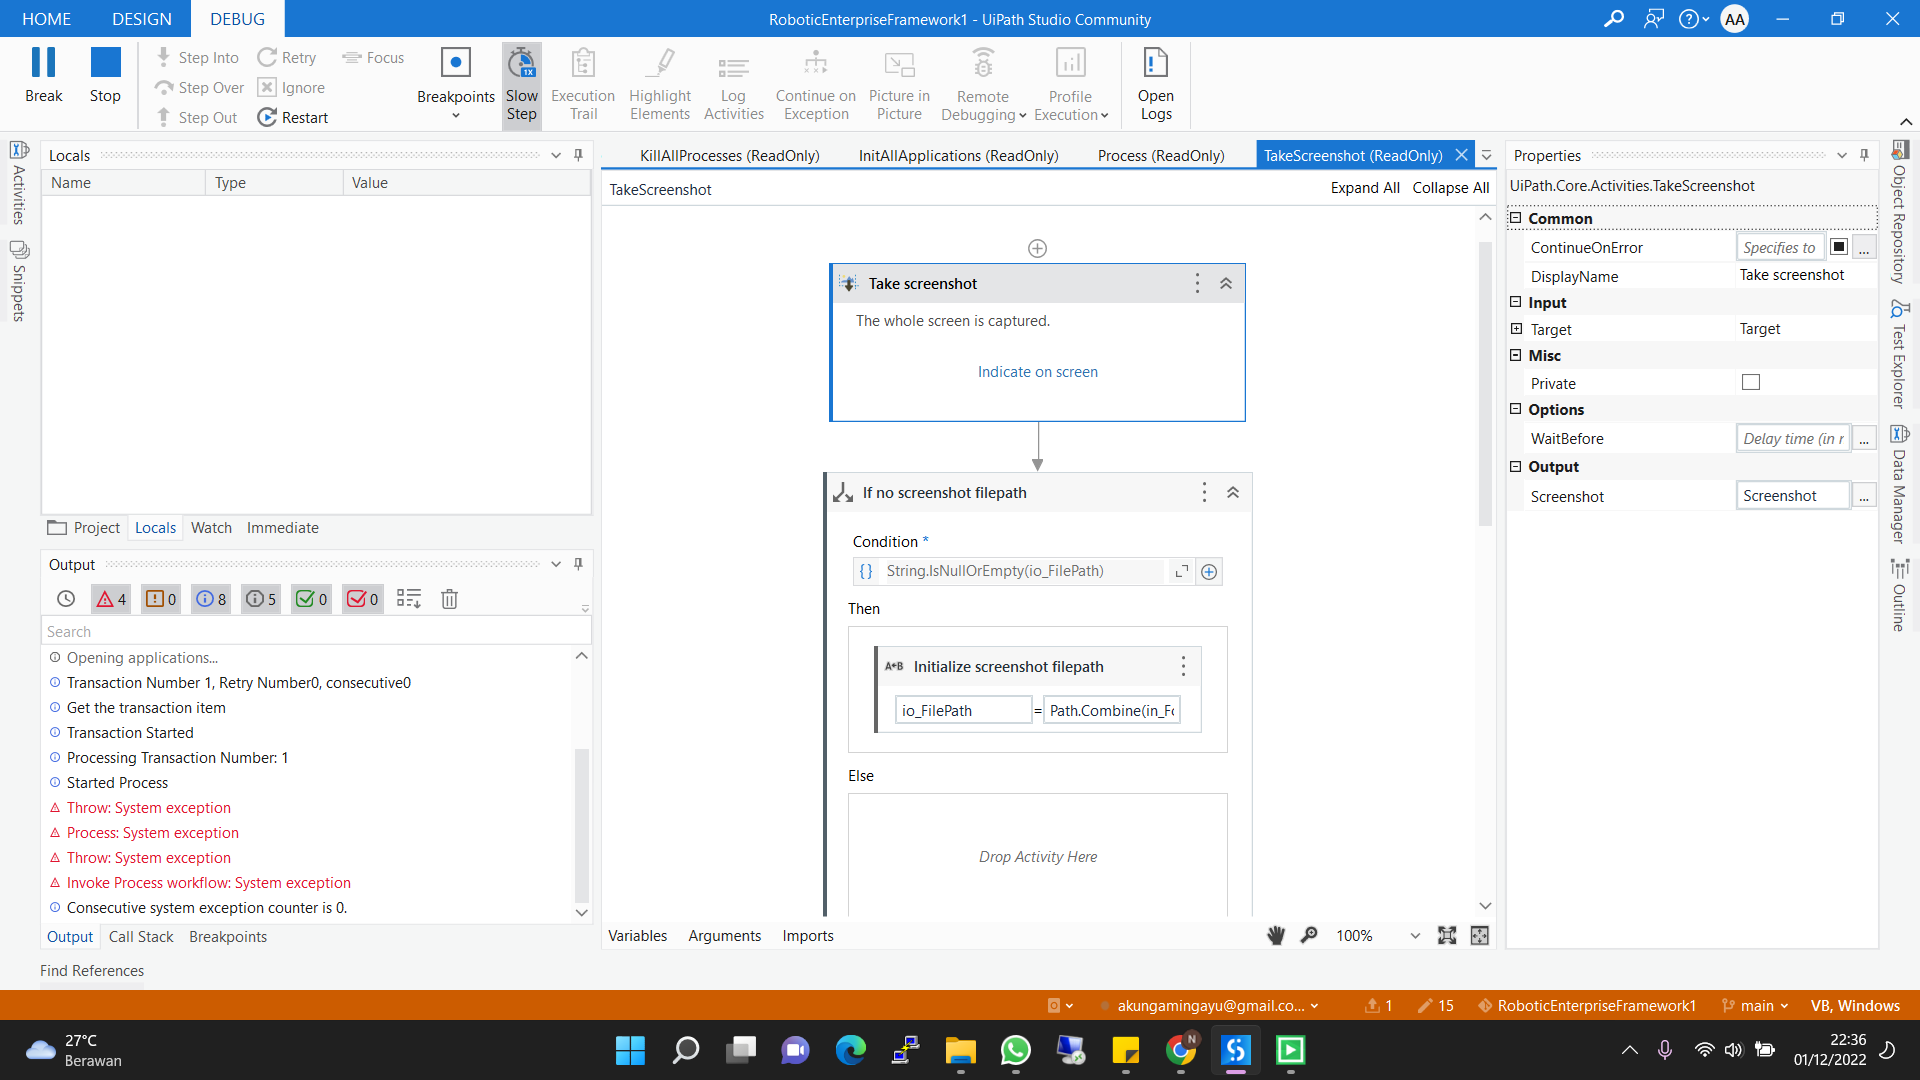 HOME DESIGN DEBUG
RoboticEnterpriseFramework1 - UiPath Studio Community
AA
Break
Stop
Step Into
Step Over
Step Out
Retry
Ignore
Restart
Focus
Breakpoints
1X
Slow Step
Execution Trail
Highlight Elements
Log Activities
Continue on Exception
Picture in Picture
Remote Debugging
Profile Execution
Open Logs
Activities
Snippets
Locals
Name Type Value
Project Locals Watch Immediate
Output
4 0 8 5 0 0
Search
Opening applications...
Transaction Number 1, Retry Number0, consecutive0
Get the transaction item
Transaction Started
Processing Transaction Number: 1
Started Process
Throw: System exception
Process: System exception
Throw: System exception
Invoke Process workflow: System exception
Consecutive system exception counter is 0.
Output Call Stack Breakpoints
Find References
KillAllProcesses (ReadOnly) InitAllApplications (ReadOnly) Process (ReadOnly) TakeScreenshot (ReadOnly)
TakeScreenshot
Expand All Collapse All
Take screenshot
The whole screen is captured.
Indicate on screen
If no screenshot filepath
Condition *
{} String.IsNullOrEmpty(io_FilePath)
Then
A+B Initialize screenshot filepath
io_FilePath = Path.Combine(in_Fo
Else
Drop Activity Here
Variables Arguments Imports
100%
Properties
UiPath.Core.Activities.TakeScreenshot
Common
ContinueOnError Specifies to ...
DisplayName Take screenshot
Input
Target Target
Misc
Private
Options
WaitBefore Delay time (in r ...
Output
Screenshot Screenshot ...
Object Repository
Test Explorer
Data Manager
Outline
akungamingayu@gmail.co...
1
15
RoboticEnterpriseFramework1
main
VB, Windows
27°C
Berawan
N
22:36
01/12/2022